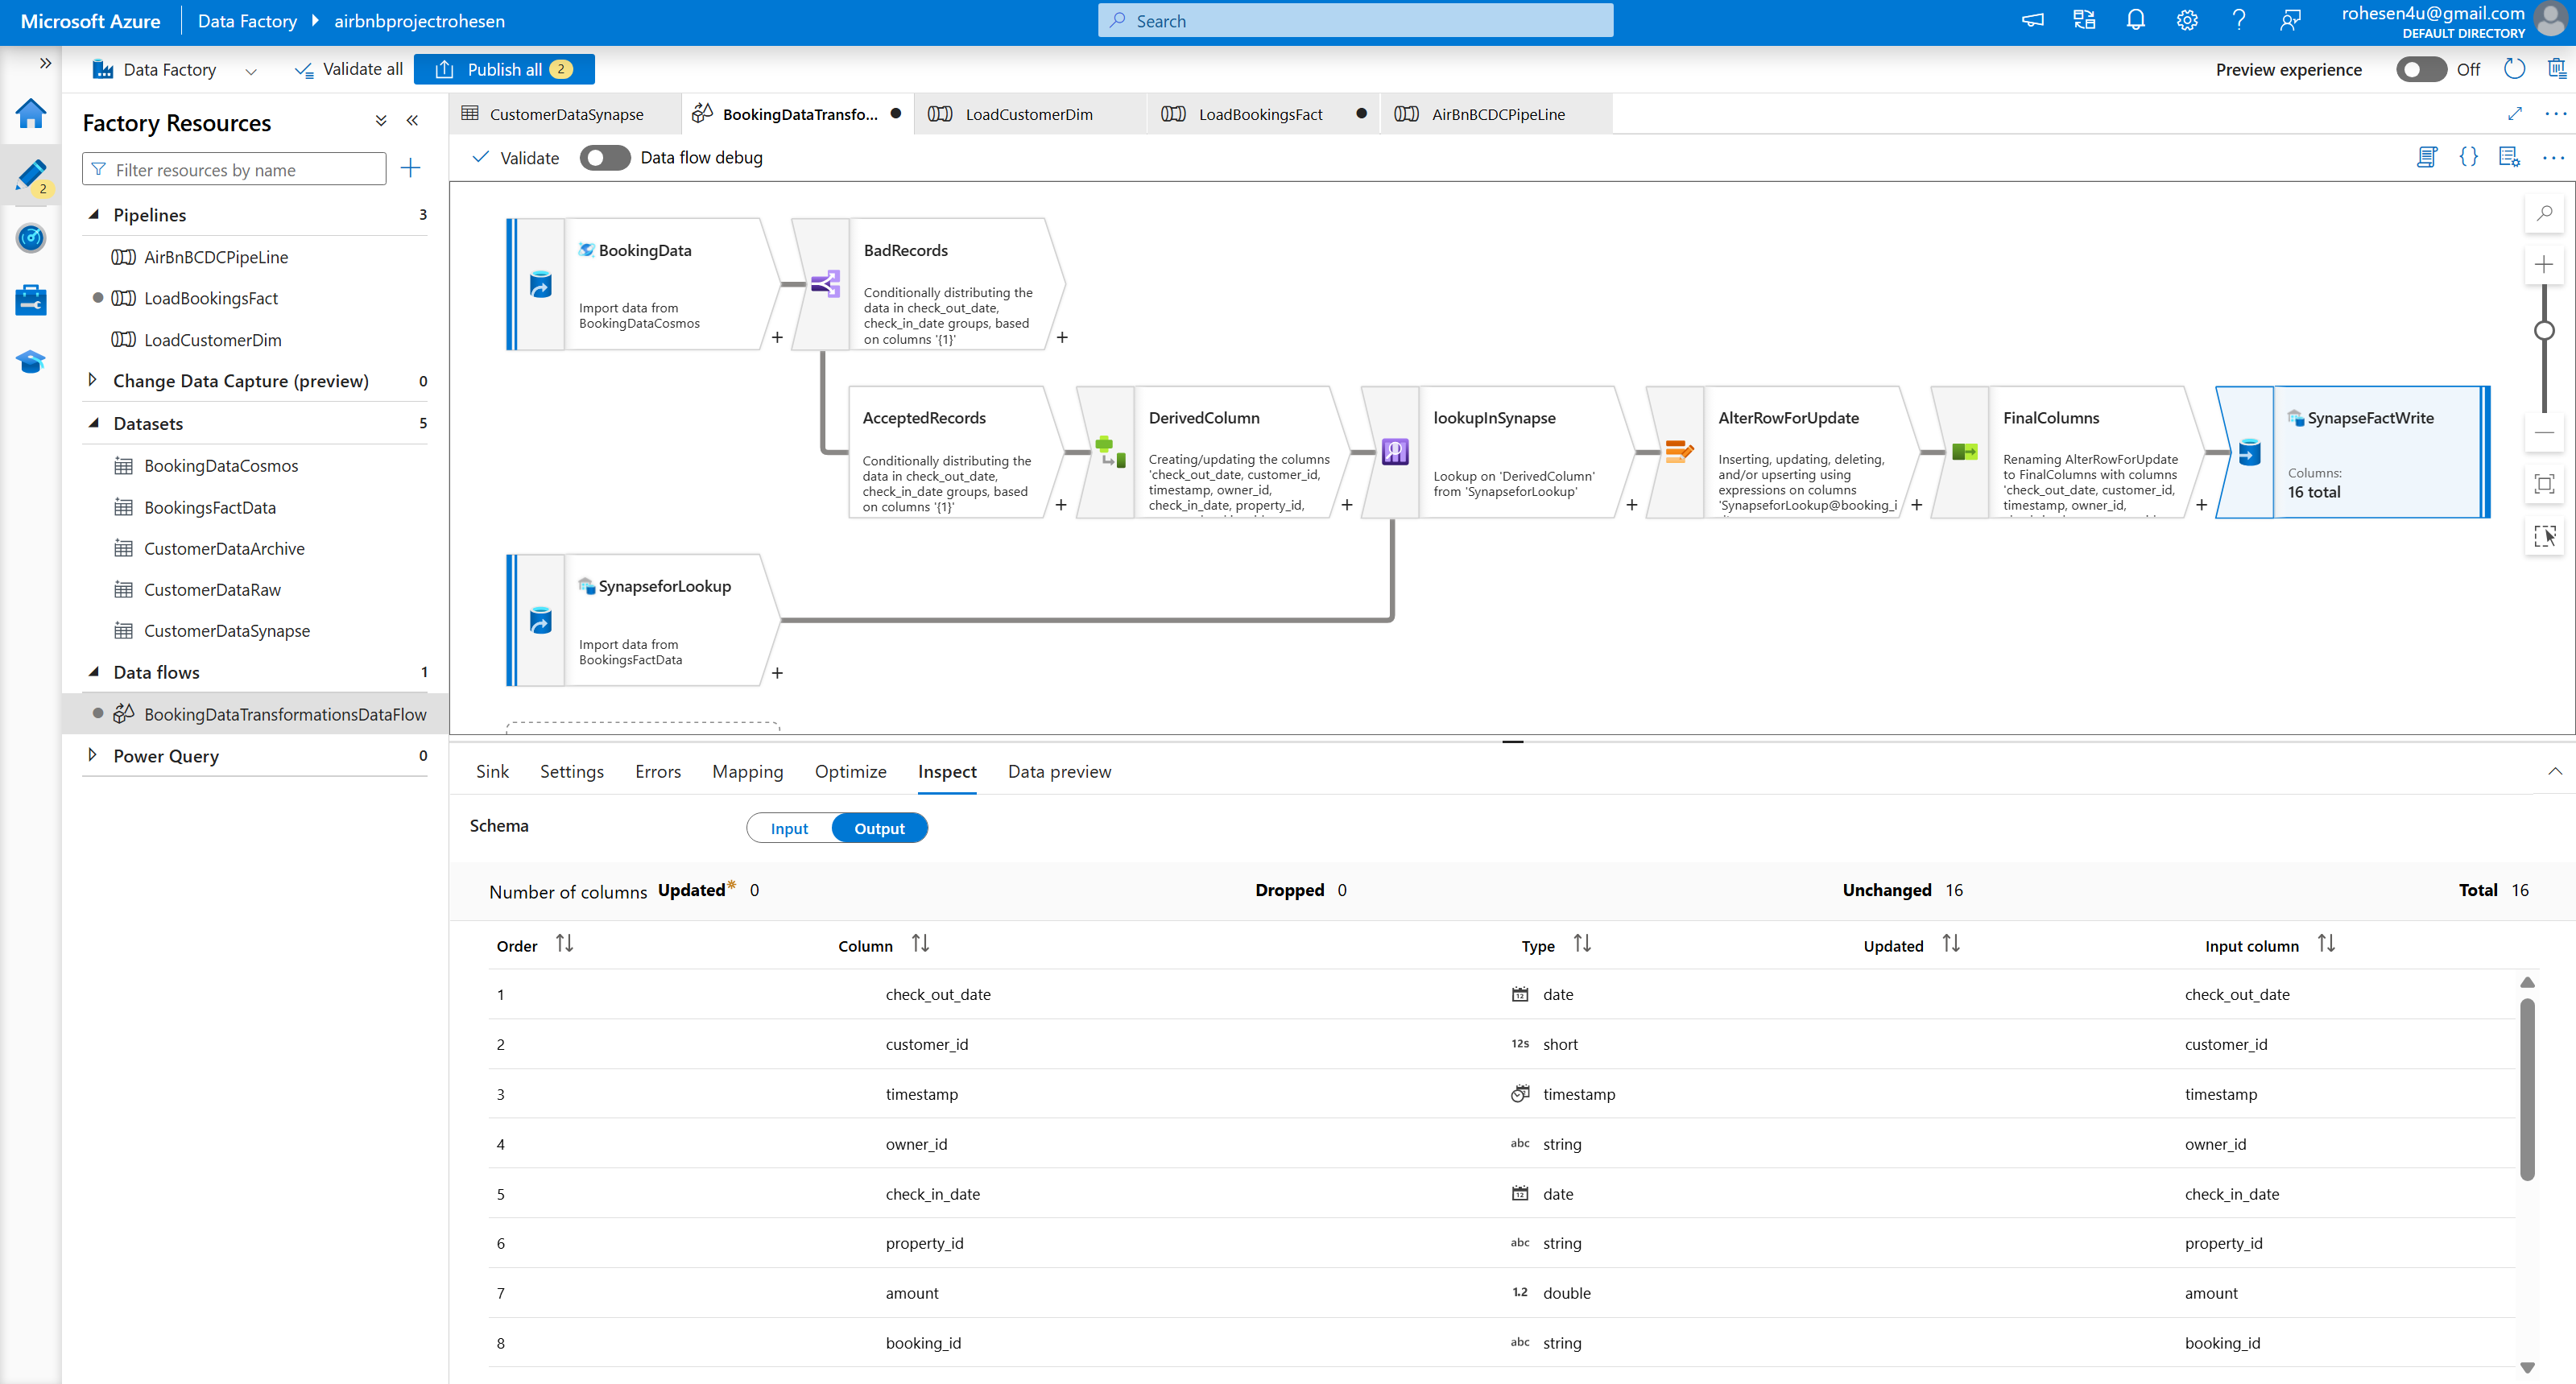 Microsoft Azure
Data Factory
airbnbprojectrohesen
Search
rohesen4u@gmail.com
DEFAULT DIRECTORY
Data Factory
Validate all
Publish all
2
Preview experience
Off
2
Factory Resources
Filter resources by name
Pipelines
3
AirBnBCDCPipeLine
LoadBookingsFact
LoadCustomerDim
Change Data Capture (preview)
0
Datasets
5
BookingDataCosmos
BookingsFactData
CustomerDataArchive
CustomerDataRaw
CustomerDataSynapse
Data flows
1
BookingDataTransformationsDataFlow
Power Query
0
CustomerDataSynapse
BookingDataTransfo...
LoadCustomerDim
LoadBookingsFact
AirBnBCDCPipeLine
Validate
Data flow debug
BookingData
Import data from
BookingDataCosmos
BadRecords
Conditionally distributing the
data in check_out_date,
check_in_date groups, based
on columns '{1}'
AcceptedRecords
Conditionally distributing the
data in check_out_date,
check_in_date groups, based
on columns '{1}'
DerivedColumn
Creating/updating the columns
'check_out_date, customer_id,
timestamp, owner_id,
check_in_date, property_id,
lookupInSynapse
Lookup on 'DerivedColumn'
from 'SynapseforLookup'
AlterRowForUpdate
Inserting, updating, deleting,
and/or upserting using
expressions on columns
'SynapseforLookup@booking_i
FinalColumns
Renaming AlterRowForUpdate
to FinalColumns with columns
'check_out_date, customer_id,
timestamp, owner_id,
SynapseFactWrite
Columns:
16 total
SynapseforLookup
Import data from
BookingsFactData
Sink
Settings
Errors
Mapping
Optimize
Inspect
Data preview
Schema
Input
Output
Number of columns Updated* 0
Dropped 0
Unchanged 16
Total 16
Order
Column
Type
Updated
Input column
1 check_out_date date check_out_date
2 customer_id 12s short customer_id
3 timestamp timestamp timestamp
4 owner_id abc string owner_id
5 check_in_date date check_in_date
6 property_id abc string property_id
7 amount 1.2 double amount
8 booking_id abc string booking_id